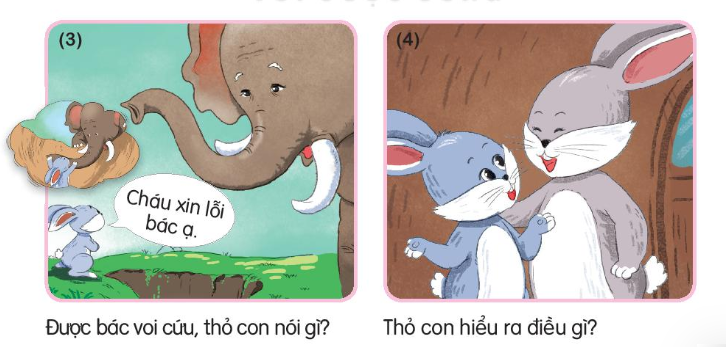 (3)
(4)
Cháu xin lỗi
bác ạ.
Được bác voi cứu, thỏ con nói gì?
Thỏ con hiểu ra điều gì?